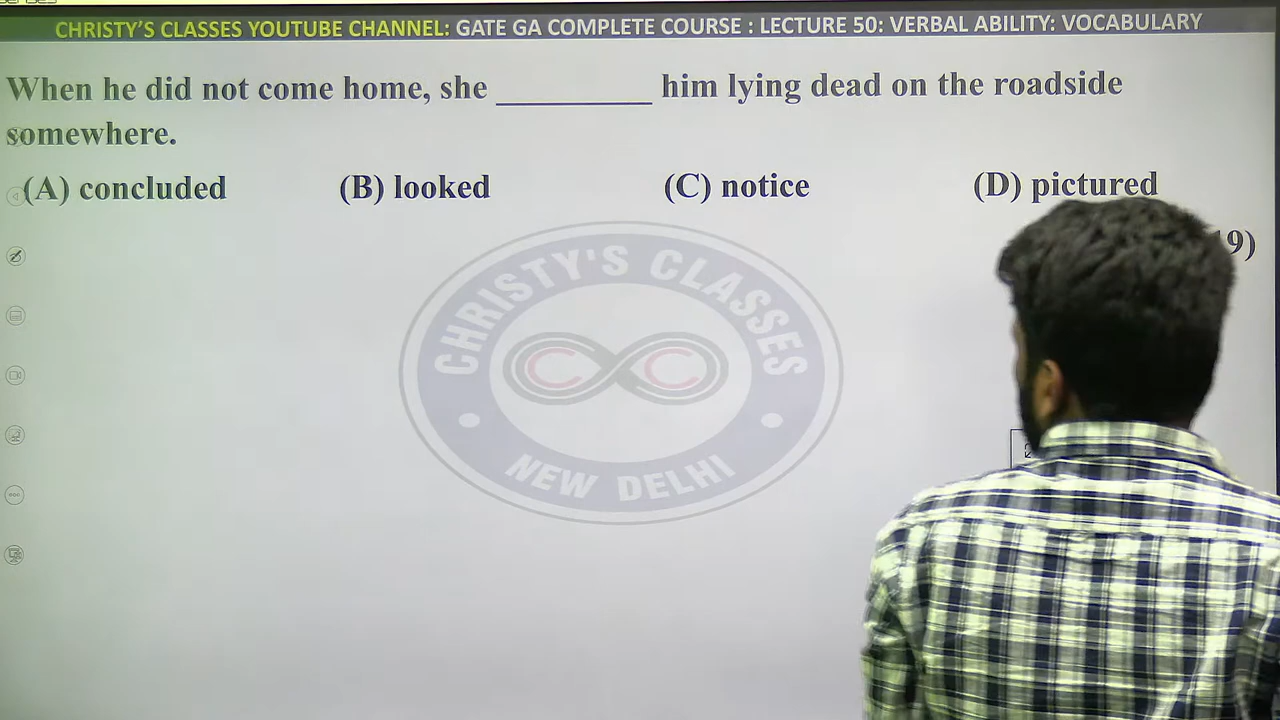 CHRISTY’S CLASSES YOUTUBE CHANNEL: GATE GA COMPLETE COURSE : LECTURE 50: VERBAL ABILITY: VOCABULARY
When he did not come home, she __________ him lying dead on the roadside
somewhere.
(A) concluded (B) looked (C) notice (D) pictured
9)
CHRISTY'S CLASSES
CC
NEW DELHI